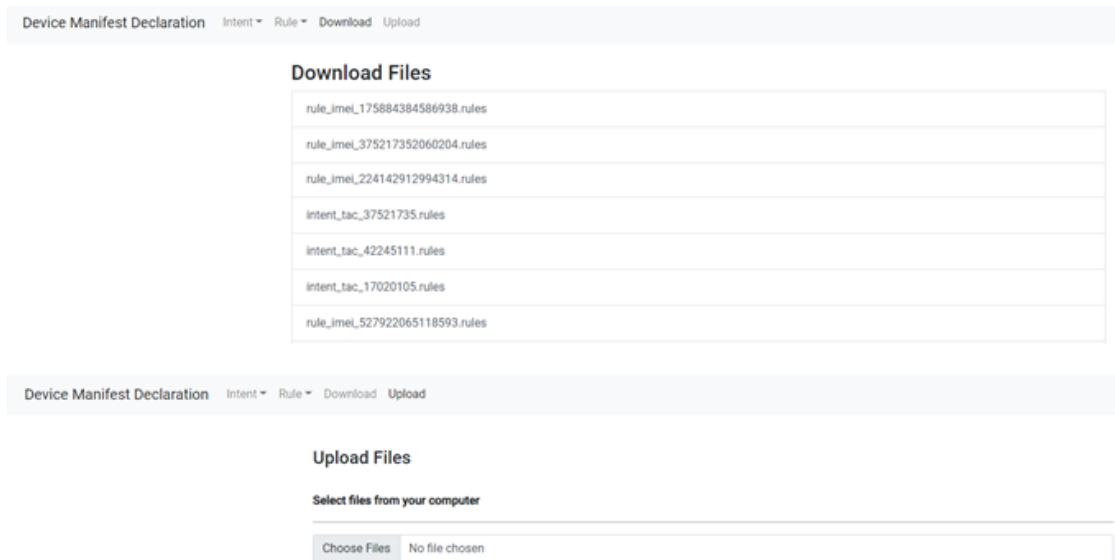 Device Manifest Declaration Intent Rule Download Upload
Download Files
rule_imei_175884384586938.rules
rule_imei_375217352060204.rules
rule_imei_224142912994314.rules
intent_tac_37521735.rules
intent_tac_42245111.rules
intent_tac_17020105.rules
rule_imei_527922065118593.rules
Device Manifest Declaration Intent Rule Download Upload
Upload Files
Select files from your computer
Choose Files No file chosen